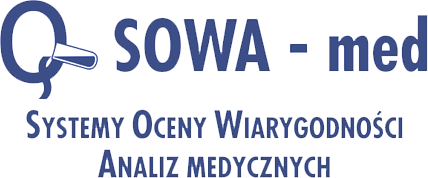 SOWA - med
SYSTEMY OCENY WIARYGODNOŚCI
ANALIZ MEDYCZNYCH